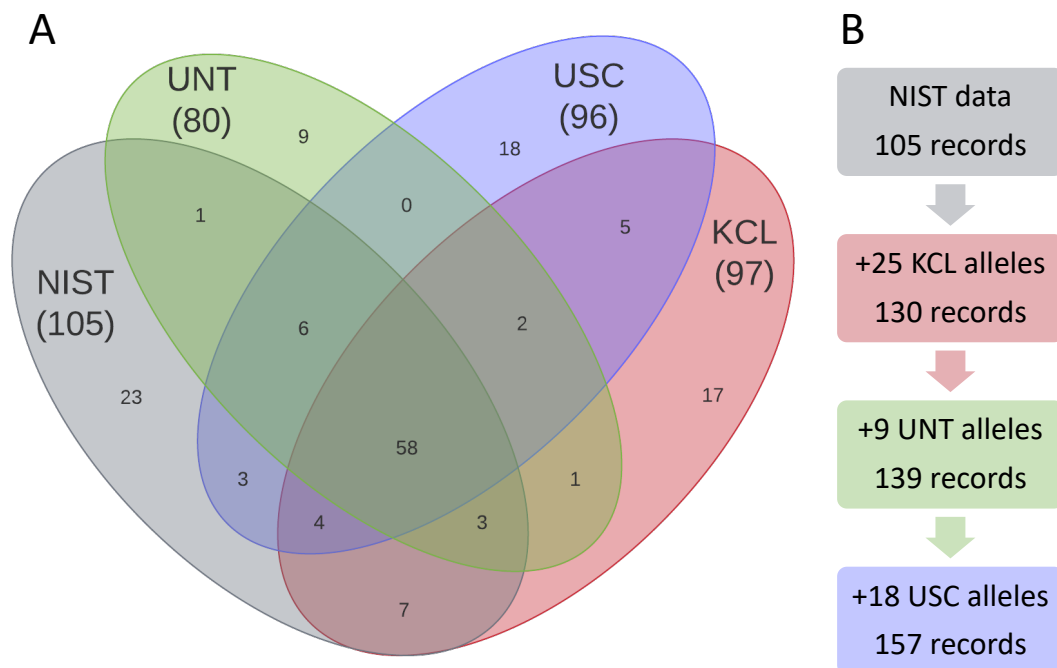 A
UNT
(80)
9
USC
(96)
18
1
0
5
KCL
(97)
NIST
(105)
6
2
23
17
58
3
1
4
3
7
B
NIST data
105 records
+25 KCL alleles
130 records
+9 UNT alleles
139 records
+18 USC alleles
157 records